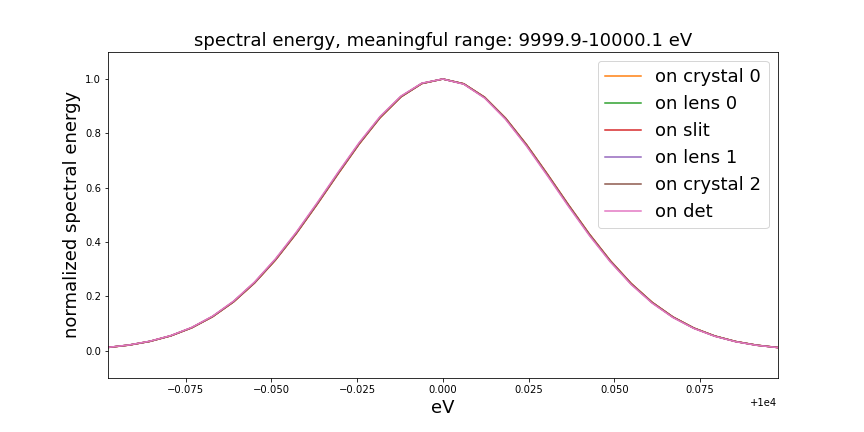 spectral energy, meaningful range: 9999.9-10000.1 eV
normalized spectral energy
1.0
0.8
0.6
0.4
0.2
0.0
on crystal 0
on lens 0
on slit
on lens 1
on crystal 2
on det
−0.075 −0.050 −0.025 0.000 0.025 0.050 0.075
+1e4
eV